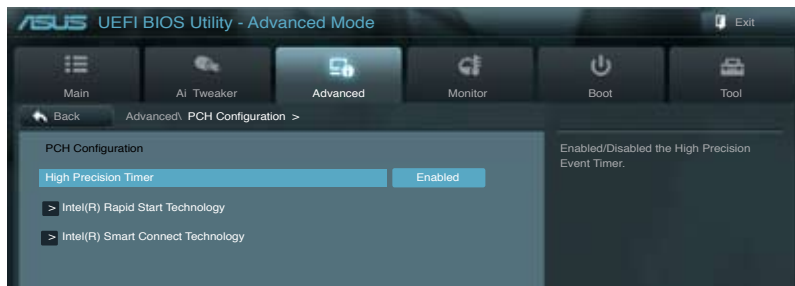 ASUS UEFI BIOS Utility - Advanced Mode
Exit
Main Ai Tweaker Advanced Monitor Boot Tool
Back Advanced\ PCH Configuration >
PCH Configuration
High Precision Timer Enabled
> Intel(R) Rapid Start Technology
> Intel(R) Smart Connect Technology
Enabled/Disabled the High Precision
Event Timer.